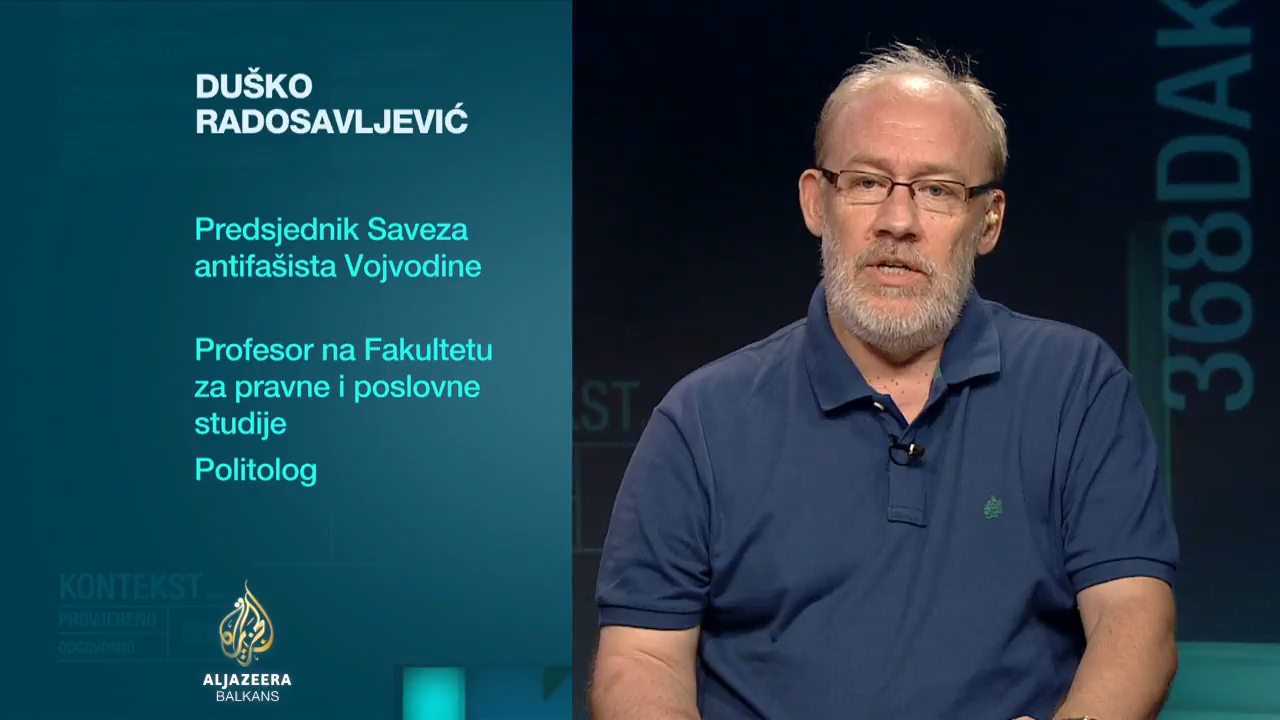 DUŠKO
RADOSAVLJEVIĆ
Predsjednik Saveza
antifašista Vojvodine
Profesor na Fakultetu
za pravne i poslovne
studije
Politolog
KONTEKST
PROVJERENO
ODGOVORNO
ALJAZEERA
BALKANS
KST
368DAK